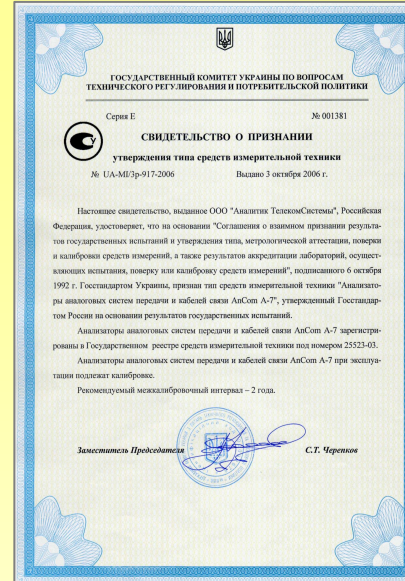 ГОСУДАРСТВЕННЫЙ КОМИТЕТ УКРАИНЫ ПО ВОПРОСАМ
ТЕХНИЧЕСКОГО РЕГУЛИРОВАНИЯ И ПОТРЕБИТЕЛЬСКОЙ ПОЛИТИКИ
Серия Е № 001381
СВИДЕТЕЛЬСТВО О ПРИЗНАНИИ
утверждения типа средств измерительной техники
№ UA-MI/3р-917-2006 Выдано 3 октября 2006 г.
Настоящее свидетельство, выданное ООО "Аналитик ТелекомСистемы", Российская
Федерация, удостоверяет, что на основании "Соглашения о взаимном признании результа-
тов государственных испытаний и утверждения типа, метрологической аттестации, поверки
и калибровки средств измерений, а также результатов аккредитации лабораторий, осущест-
вляющих испытания, поверку или калибровку средств измерений", подписанного 6 октября
1992 г. Госстандартом Украины, признан тип средств измерительной техники "Анализато-
ры аналоговых систем передачи и кабелей связи AnCom A-7", утвержденный Госстандар-
том России на основании результатов государственных испытаний.
Анализаторы аналоговых систем передачи и кабелей связи AnCom A-7 зарегистри-
рованы в Государственном реестре средств измерительной техники под номером 25523-03.
Анализаторы аналоговых систем передачи и кабелей связи AnCom A-7 при эксплуа-
тации подлежат калибровке.
Рекомендуемый межкалибровочный интервал – 2 года.
Заместитель Председателя С.Т. Черепков